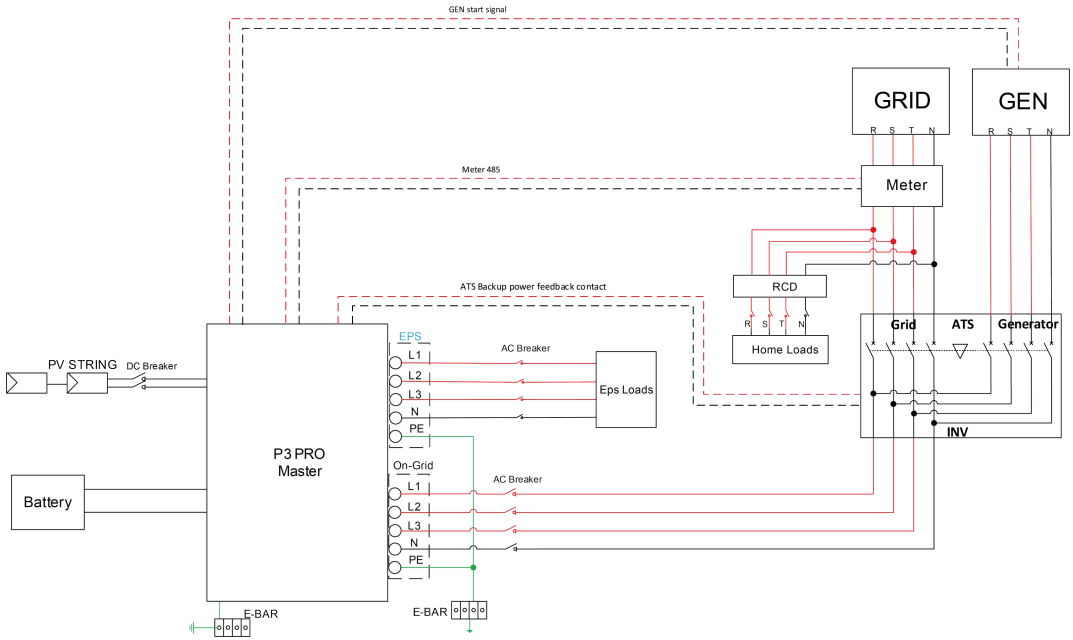 GEN start signal
GRID
GEN
R S T N
R S T N
Meter 485
Meter
RCD
ATS Backup power feedback contact
R S T N
Home Loads
Grid
ATS
Generator
INV
EPS
L1
L2
L3
N
PE
AC Breaker
Eps Loads
PV STRING
DC Breaker
P3 PRO
Master
Battery
On-Grid
L1
L2
L3
N
PE
AC Breaker
E-BAR
E-BAR